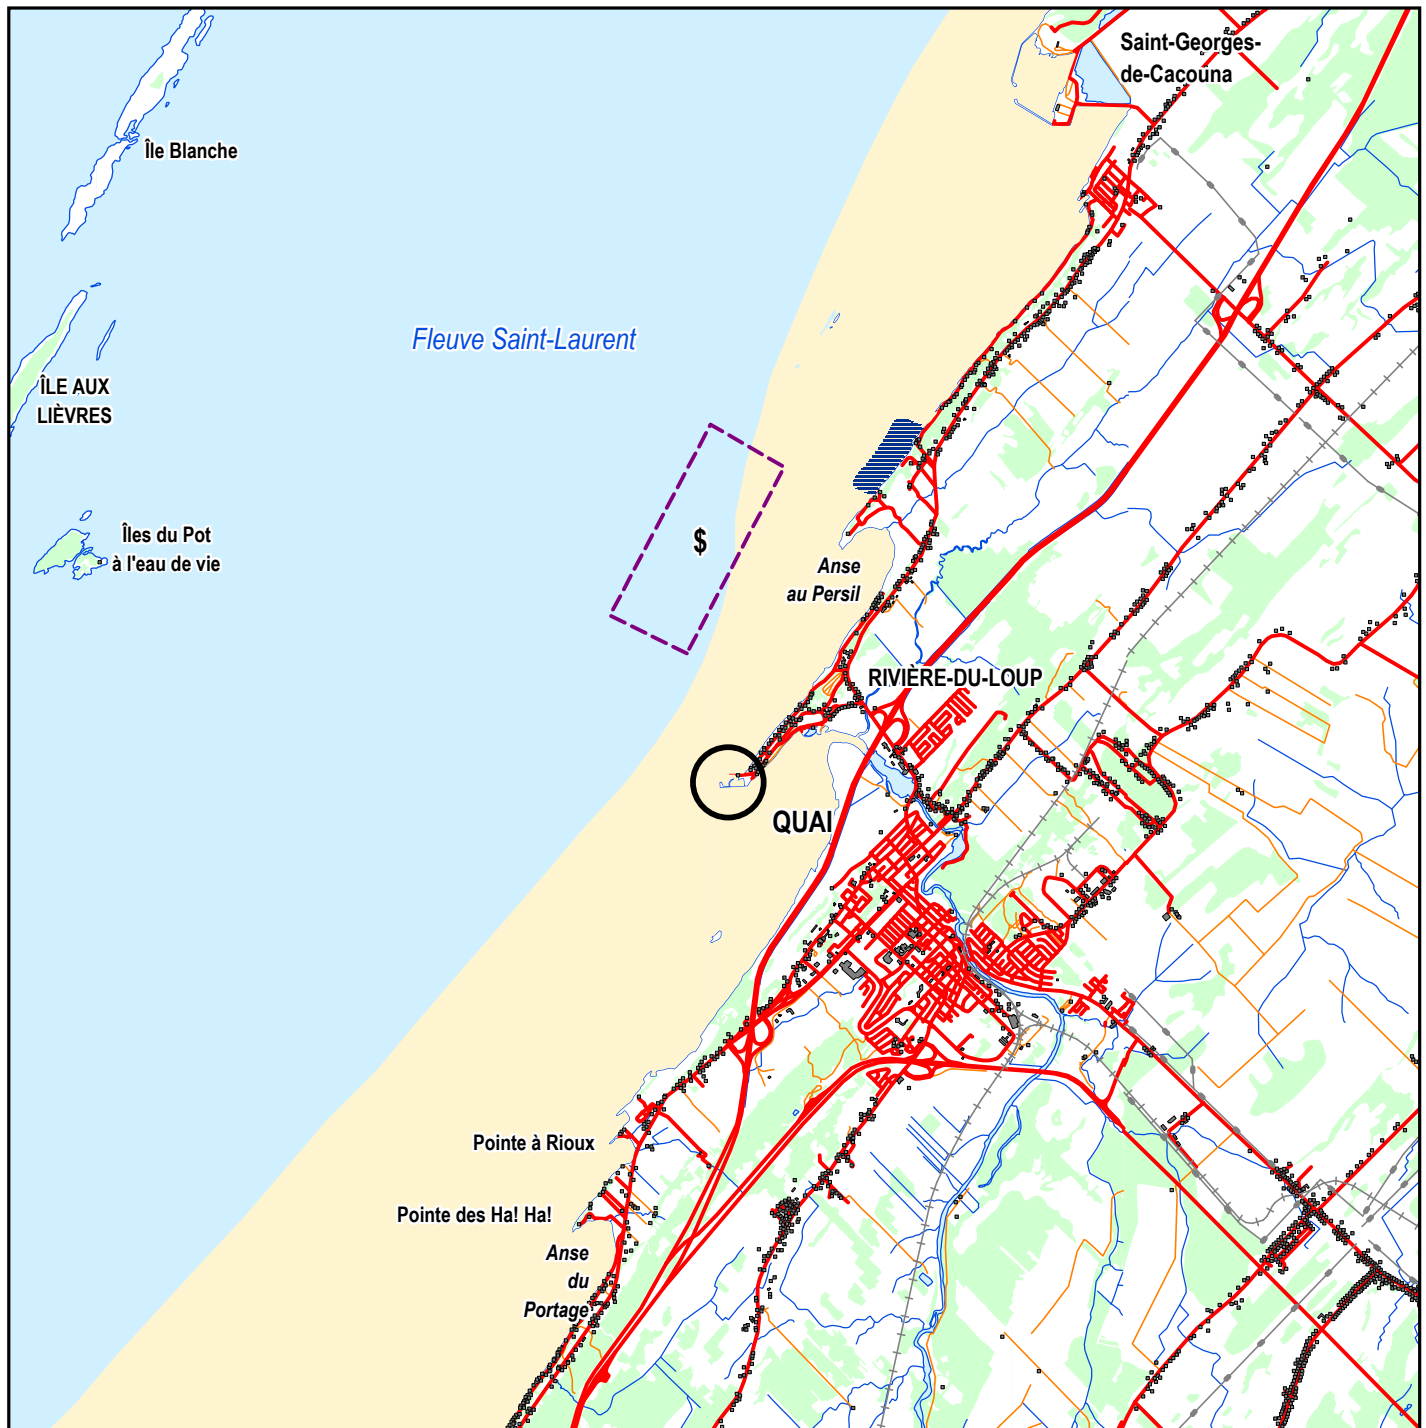 Saint-Georges-
de-Cacouna
Île Blanche
Fleuve Saint-Laurent
ÎLE AUX
LIÈVRES
Îles du Pot
à l'eau de vie
$
Anse
au Persil
RIVIÈRE-DU-LOUP
QUAI
Pointe à Rioux
Pointe des Ha! Ha!
Anse
du
Portage